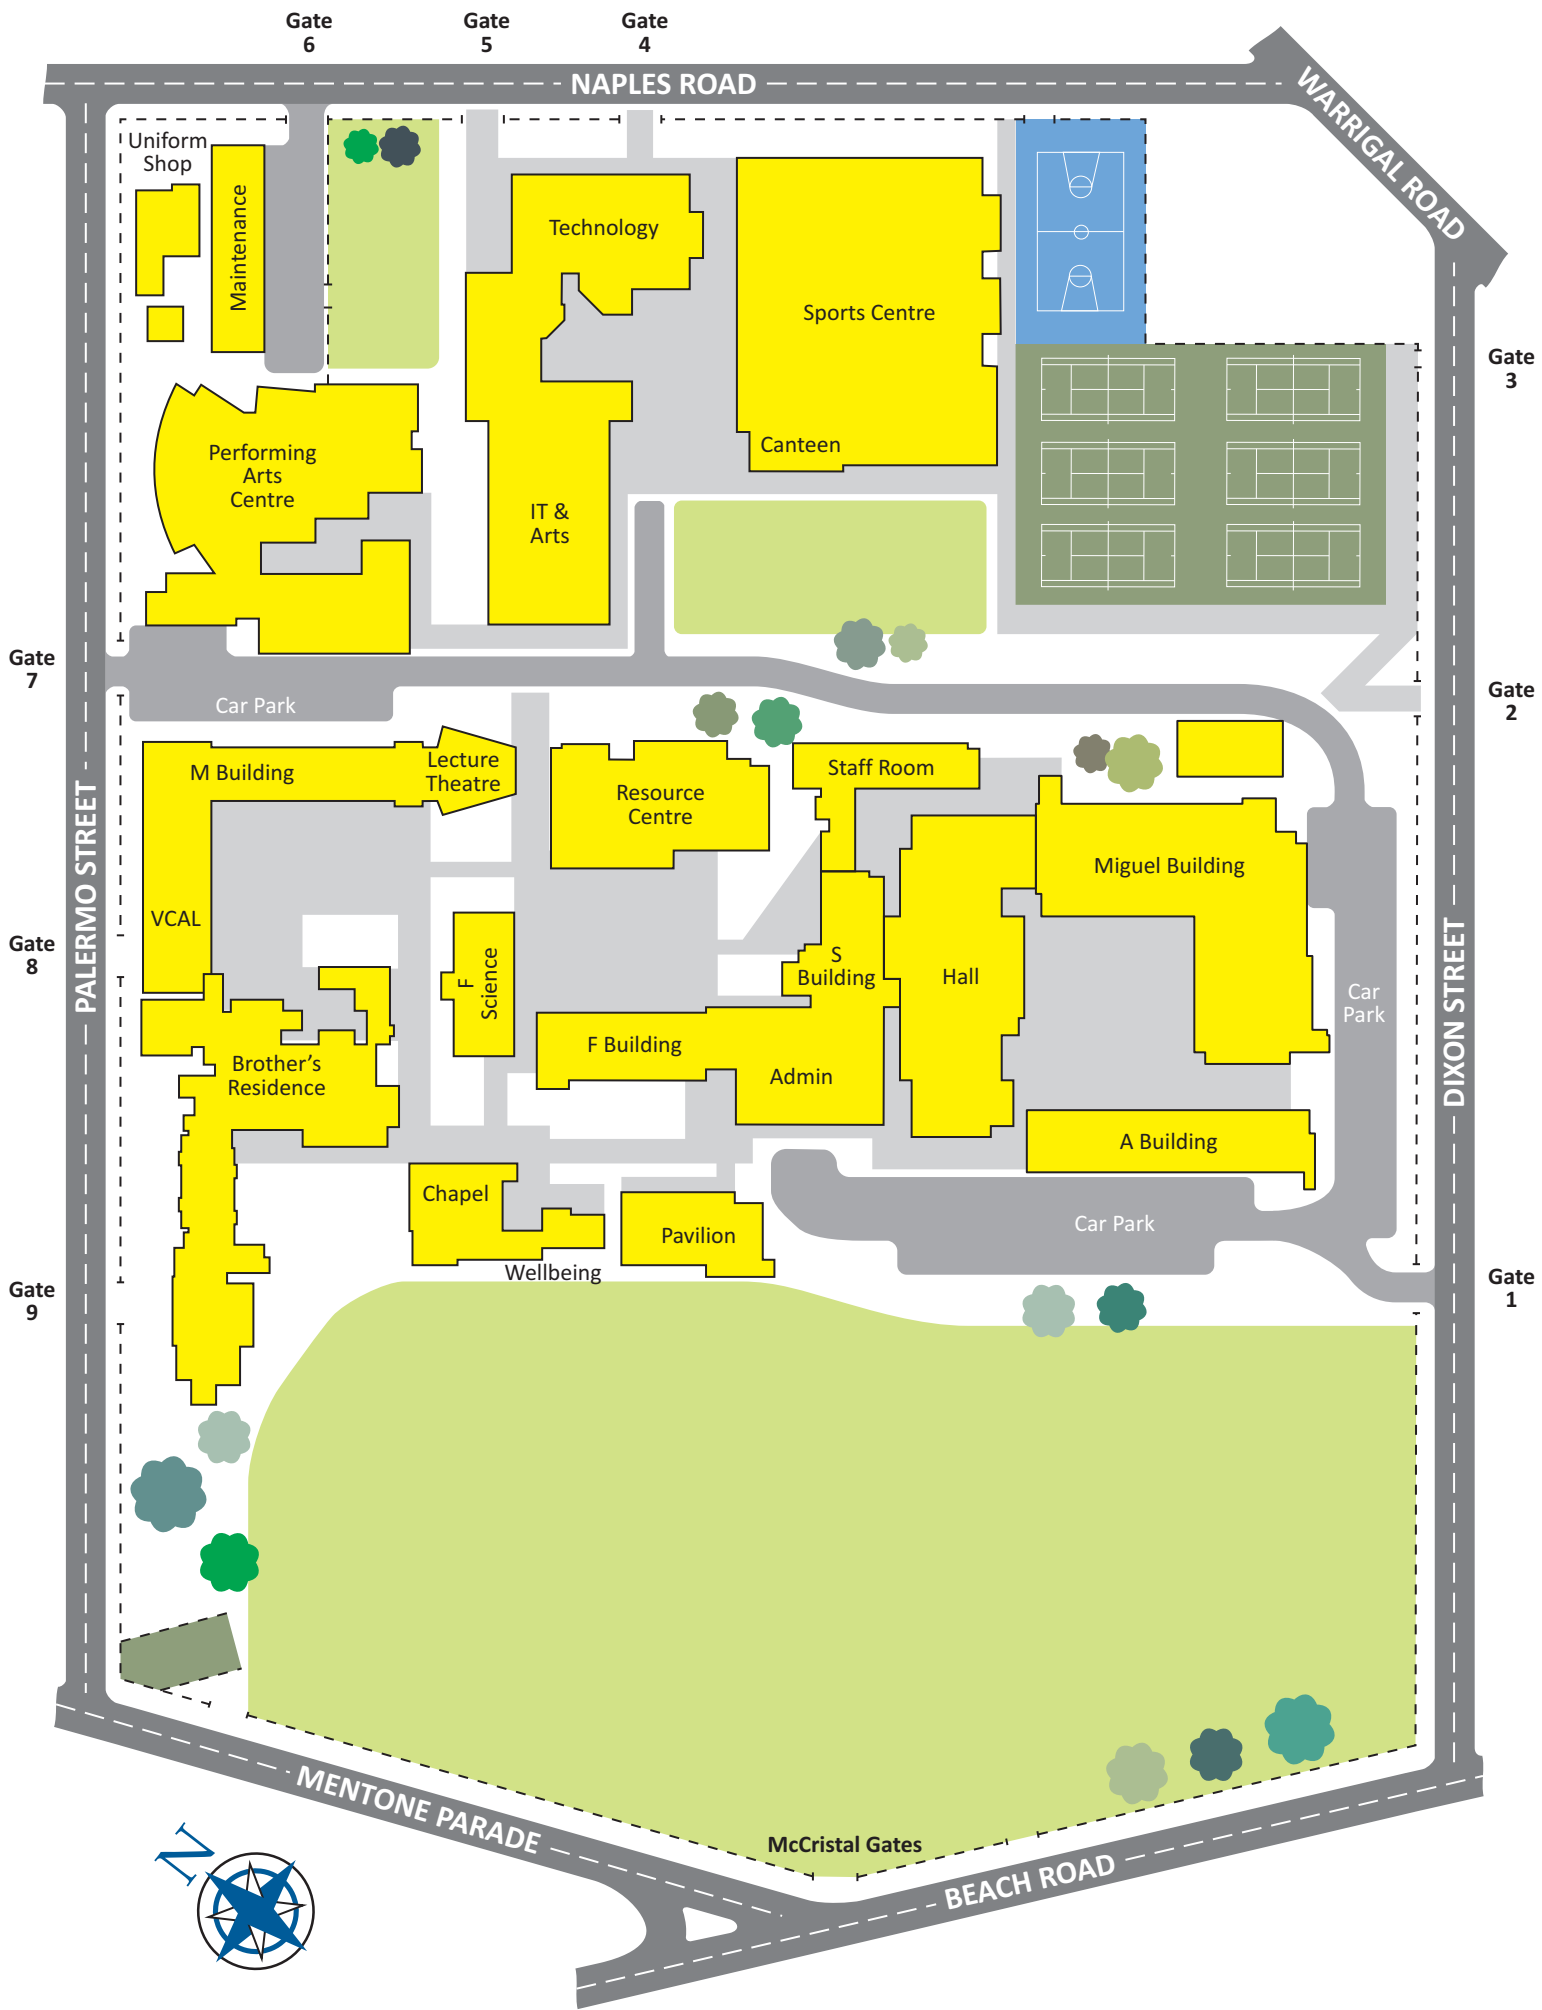 Gate
6
Gate
5
Gate
4
NAPLES ROAD
WARRIGAL ROAD
Uniform
Shop
Maintenance
Technology
Sports Centre
Canteen
Gate
3
Performing
Arts
Centre
IT &
Arts
Gate
7
Car Park
Gate
2
M Building
Lecture
Theatre
Resource
Centre
Staff Room
Miguel Building
PALERMO STREET
VCAL
Gate
8
F
Science
S
Building
Hall
Car
Park
DIXON STREET
Brother’s
Residence
F Building
Admin
A Building
Chapel
Pavilion
Car Park
Wellbeing
Gate
9
Gate
1
MENTONE PARADE
McCristal Gates
BEACH ROAD
N